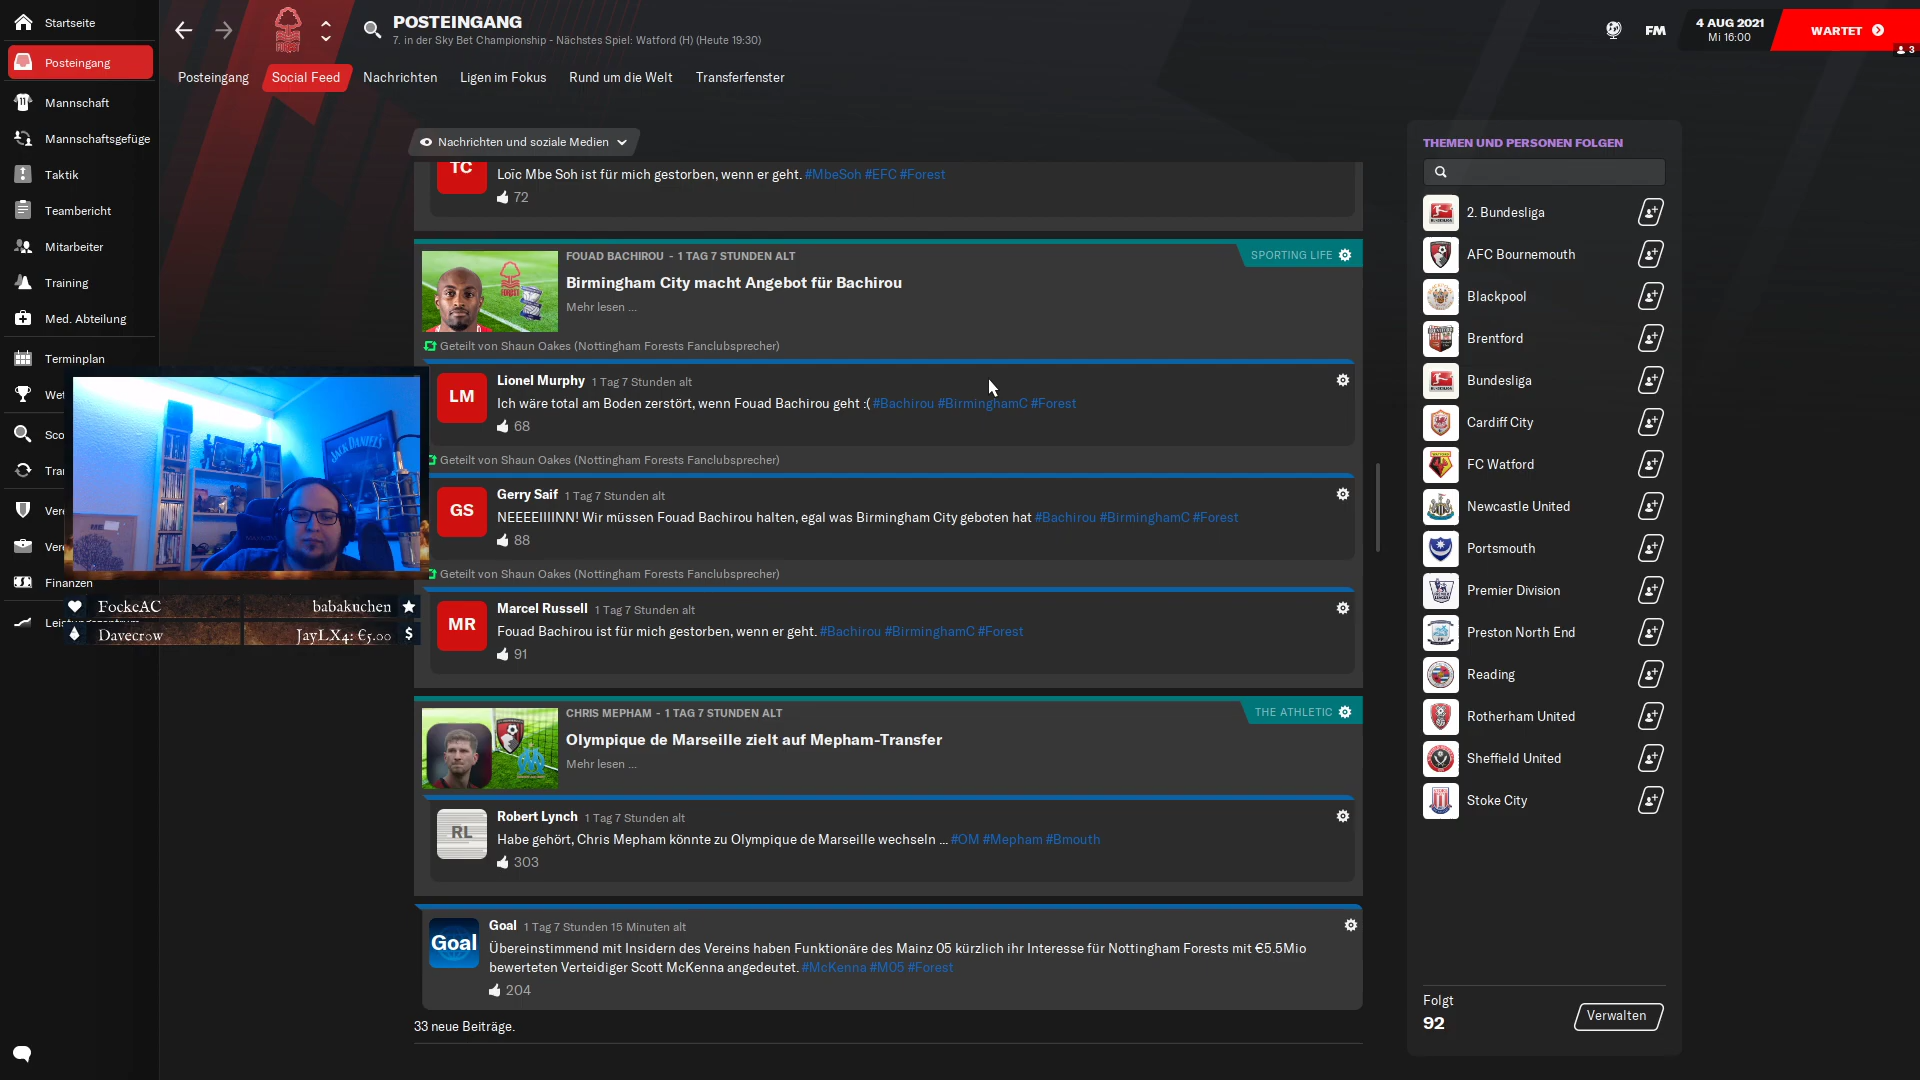 Startseite
Posteingang
Mannschaft
Mannschaftsgefüge
Taktik
Teambericht
Mitarbeiter
Training
Med. Abteilung
Terminplan
Finanzen
POSTEINGANG
7. in der Sky Bet Championship - Nächstes Spiel: Watford (H) (Heute 19:30)
FM
4 AUG 2021
Mi 16:00
WARTET
3
Posteingang
Social Feed
Nachrichten
Ligen im Fokus
Rund um die Welt
Transferfenster
Nachrichten und soziale Medien
TC
Loïc Mbe Soh ist für mich gestorben, wenn er geht. #MbeSoh #EFC #Forest
72
FOUAD BACHIROU - 1 TAG 7 STUNDEN ALT
SPORTING LIFE
Birmingham City macht Angebot für Bachirou
Mehr lesen ...
Geteilt von Shaun Oakes (Nottingham Forests Fanclubsprecher)
LM
Lionel Murphy 1 Tag 7 Stunden alt
Ich wäre total am Boden zerstört, wenn Fouad Bachirou geht :( #Bachirou #BirminghamC #Forest
68
Geteilt von Shaun Oakes (Nottingham Forests Fanclubsprecher)
GS
Gerry Saif 1 Tag 7 Stunden alt
NEEEEIIIINN! Wir müssen Fouad Bachirou halten, egal was Birmingham City geboten hat #Bachirou #BirminghamC #Forest
88
Geteilt von Shaun Oakes (Nottingham Forests Fanclubsprecher)
MR
Marcel Russell 1 Tag 7 Stunden alt
Fouad Bachirou ist für mich gestorben, wenn er geht. #Bachirou #BirminghamC #Forest
91
CHRIS MEPHAM - 1 TAG 7 STUNDEN ALT
THE ATHLETIC
Olympique de Marseille zielt auf Mepham-Transfer
Mehr lesen ...
RL
Robert Lynch 1 Tag 7 Stunden alt
Habe gehört, Chris Mepham könnte zu Olympique de Marseille wechseln ... #OM #Mepham #Bmouth
303
Goal
Goal 1 Tag 7 Stunden 15 Minuten alt
Übereinstimmend mit Insidern des Vereins haben Funktionäre des Mainz 05 kürzlich ihr Interesse für Nottingham Forests mit €5.5Mio
bewerteten Verteidiger Scott McKenna angedeutet. #McKenna #M05 #Forest
204
33 neue Beiträge.
JACK DANIEL'S
FockeAC
babakuchen
Davecrow
JayLX4: €5.00
THEMEN UND PERSONEN FOLGEN
2. Bundesliga
AFC Bournemouth
Blackpool
Brentford
Bundesliga
Cardiff City
FC Watford
Newcastle United
Portsmouth
Premier Division
Preston North End
Reading
Rotherham United
Sheffield United
Stoke City
Folgt
92
Verwalten